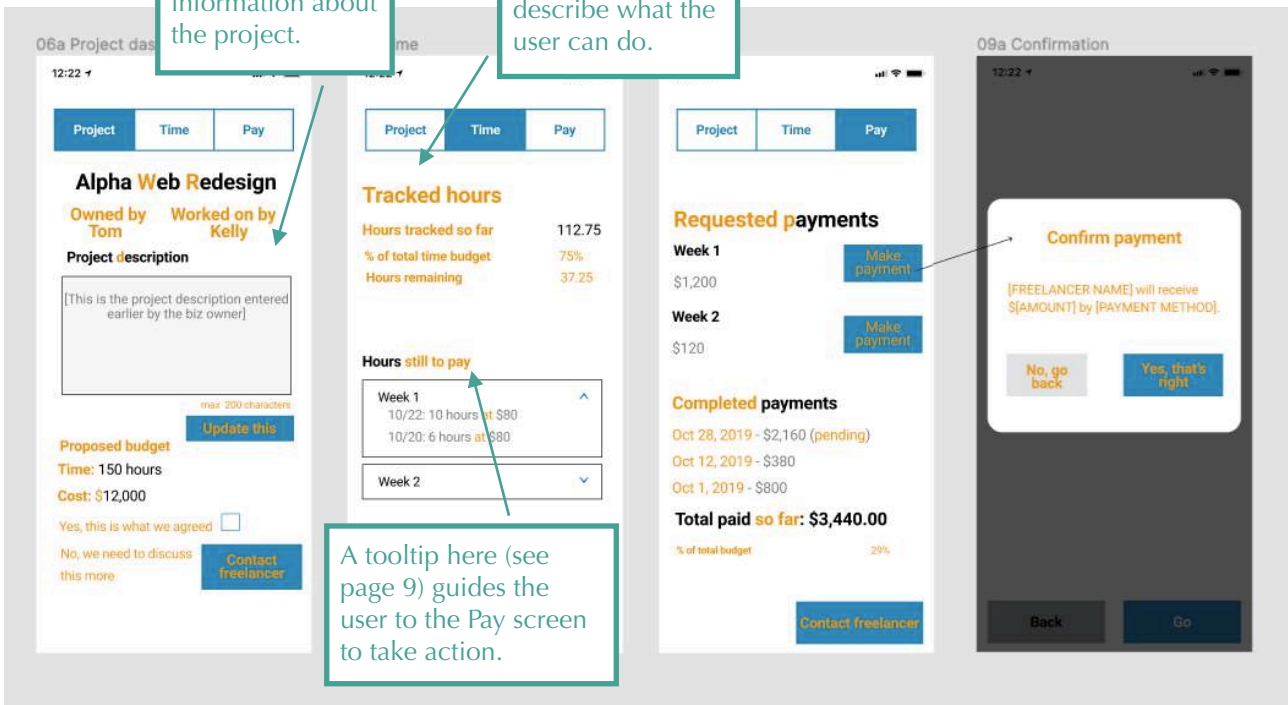 information about
the project.
describe what the
user can do.
06a Project das
me
09a Confirmation
12:22
Project Time Pay
Alpha Web Redesign
Owned by Tom
Worked on by Kelly
Project description
[This is the project description entered
earlier by the biz owner]
max 200 characters
Update this
Proposed budget
Time: 150 hours
Cost: $12,000
Yes, this is what we agreed
No, we need to discuss
this more
Contact
freelancer
Project Time Pay
Tracked hours
Hours tracked so far 112.75
% of total time budget 75%
Hours remaining 37.25
Hours still to pay
Week 1
10/22: 10 hours at $80
10/20: 6 hours at $80
Week 2
A tooltip here (see
page 9) guides the
user to the Pay screen
to take action.
Project Time Pay
Requested payments
Week 1
$1,200
Make
payment
Week 2
$120
Make
payment
Completed payments
Oct 28, 2019 - $2,160 (pending)
Oct 12, 2019 - $380
Oct 1, 2019 - $800
Total paid so far: $3,440.00
% of total budget 29%
Contact freelancer
12:22
Confirm payment
[FREELANCER NAME] will receive
$[AMOUNT] by [PAYMENT METHOD].
No, go
back
Yes, that's
right
Back
Go